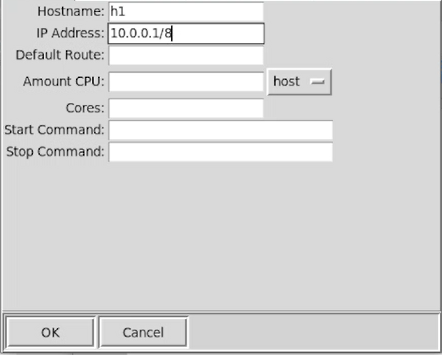 Hostname: h1
IP Address: 10.0.0.1/8
Default Route:
Amount CPU: host
Cores:
Start Command:
Stop Command:
OK Cancel